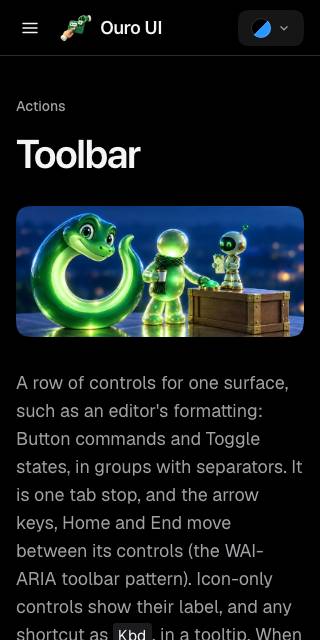 Ouro UI
Actions
Toolbar
A row of controls for one surface,
such as an editor's formatting:
Button commands and Toggle
states, in groups with separators. It
is one tab stop, and the arrow
keys, Home and End move
between its controls (the WAI-
ARIA toolbar pattern). Icon-only
controls show their label, and any
shortcut as Kbd, in a tooltip. When